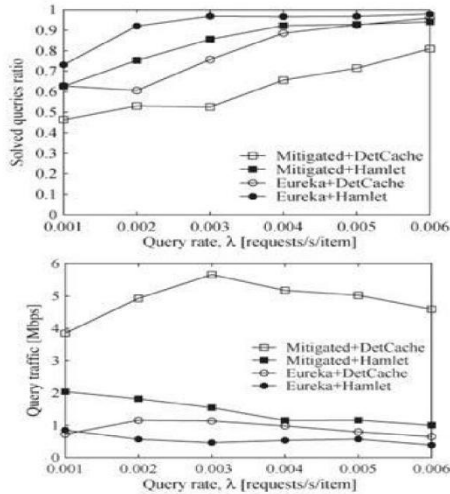 1
0.9
0.8
0.7
0.6
0.5
0.4
0.3
0.2
0.1
0
Solved queries ratio
Mitigated+DetCache
Mitigated+Hamlet
Eureka+DetCache
Eureka+Hamlet
0.001 0.002 0.003 0.004 0.005 0.006
Query rate, λ [requests/s/item]
6
5
4
3
2
1
0
Query traffic [Mbps]
Mitigated+DetCache
Mitigated+Hamlet
Eureka+DetCache
Eureka+Hamlet
0.001 0.002 0.003 0.004 0.005 0.006
Query rate, λ [requests/s/item]